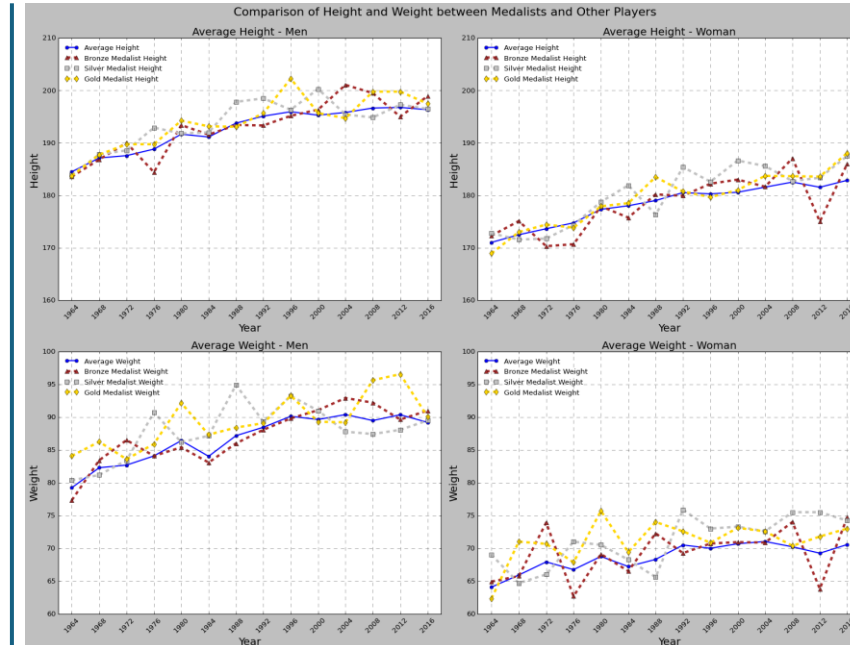 Comparison of Height and Weight between Medalists and Other Players
Average Height - Men
Average Height
Bronze Medalist Height
Silver Medalist Height
Gold Medalist Height
Height
210
200
190
180
170
160
1964 1968 1972 1976 1980 1984 1988 1992 1996 2000 2004 2008 2012 2016
Year
Average Height - Woman
Average Height
Bronze Medalist Height
Silver Medalist Height
Gold Medalist Height
Height
210
200
190
180
170
160
1964 1968 1972 1976 1980 1984 1988 1992 1996 2000 2004 2008 2012 2016
Year
Average Weight - Men
Average Weight
Bronze Medalist Weight
Silver Medalist Weight
Gold Medalist Weight
Weight
100
95
90
85
80
75
70
65
60
1964 1968 1972 1976 1980 1984 1988 1992 1996 2000 2004 2008 2012 2016
Year
Average Weight - Woman
Average Weight
Bronze Medalist Weight
Silver Medalist Weight
Gold Medalist Weight
Weight
100
95
90
85
80
75
70
65
60
1964 1968 1972 1976 1980 1984 1988 1992 1996 2000 2004 2008 2012
Year